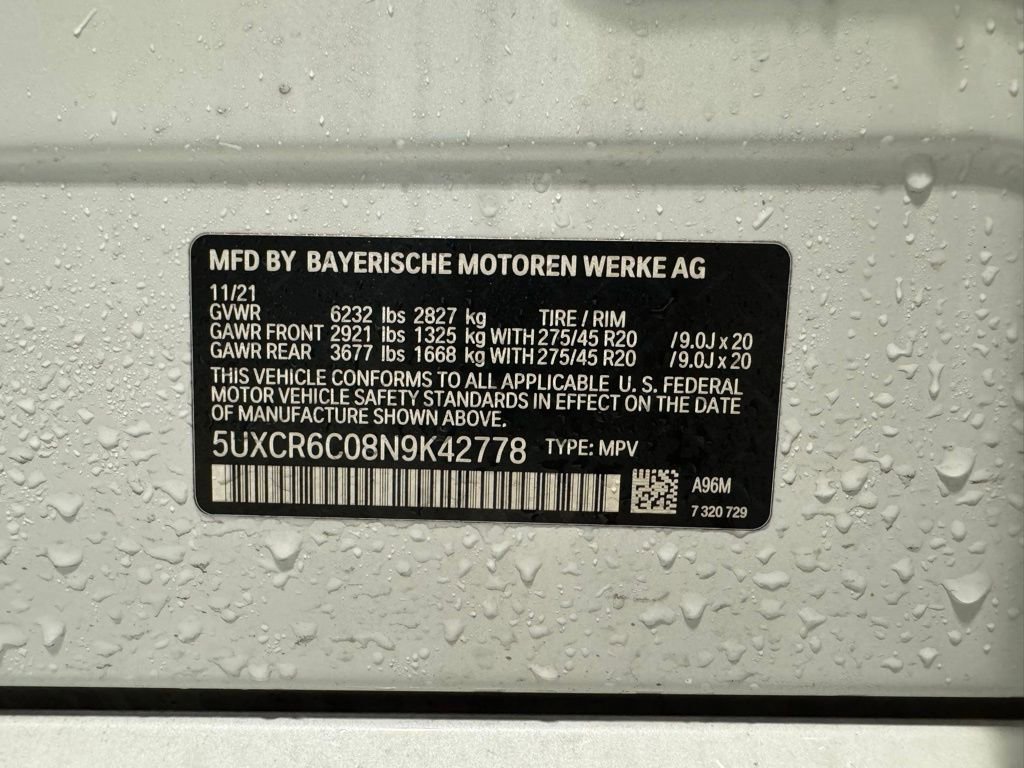 MFD BY BAYERISCHE MOTOREN WERKE AG
11/21
GVWR 6232 lbs 2827 kg TIRE / RIM
GAWR FRONT 2921 lbs 1325 kg WITH 275/45 R20 /9.0J x 20
GAWR REAR 3677 lbs 1668 kg WITH 275/45 R20 /9.0J x 20
THIS VEHICLE CONFORMS TO ALL APPLICABLE U. S. FEDERAL
MOTOR VEHICLE SAFETY STANDARDS IN EFFECT ON THE DATE
OF MANUFACTURE SHOWN ABOVE.
5UXCR6C08N9K42778 TYPE: MPV
A96M
7 320 729